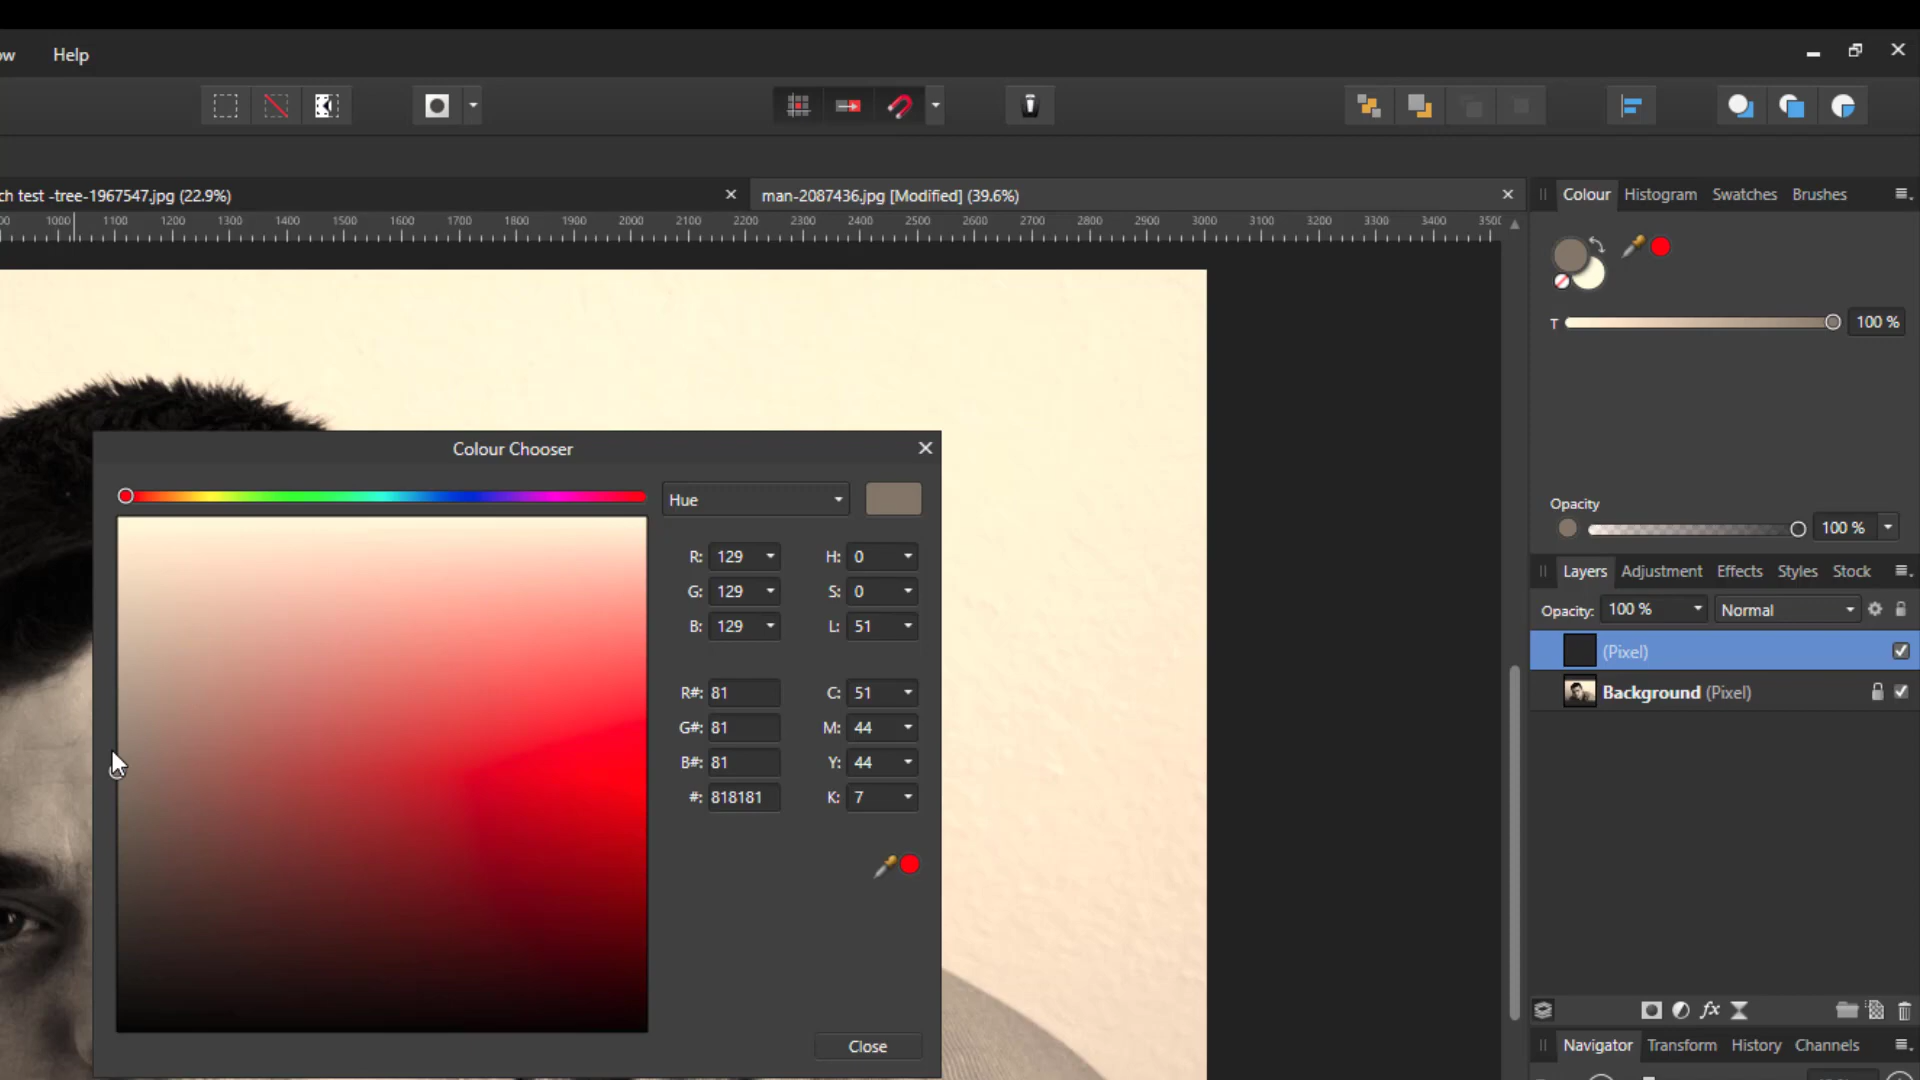 ow Help
ch test -tree-1967547.jpg (22.9%)
man-2087436.jpg [Modified] (39.6%)
1000 1100 1200 1300 1400 1500 1600 1700 1800 1900 2000 2100 2200 2300 2400 2500 2600 2700 2800 2900 3000 3100 3200 3300 3400 3500
Colour Histogram Swatches Brushes
T 100 %
Opacity
100 %
Layers Adjustment Effects Styles Stock
Opacity: 100 % Normal
(Pixel)
Background (Pixel)
Navigator Transform History Channels
Colour Chooser
Hue
R: 129 H: 0
G: 129 S: 0
B: 129 L: 51
R#: 81 C: 51
G#: 81 M: 44
B#: 81 Y: 44
#: 818181 K: 7
Close